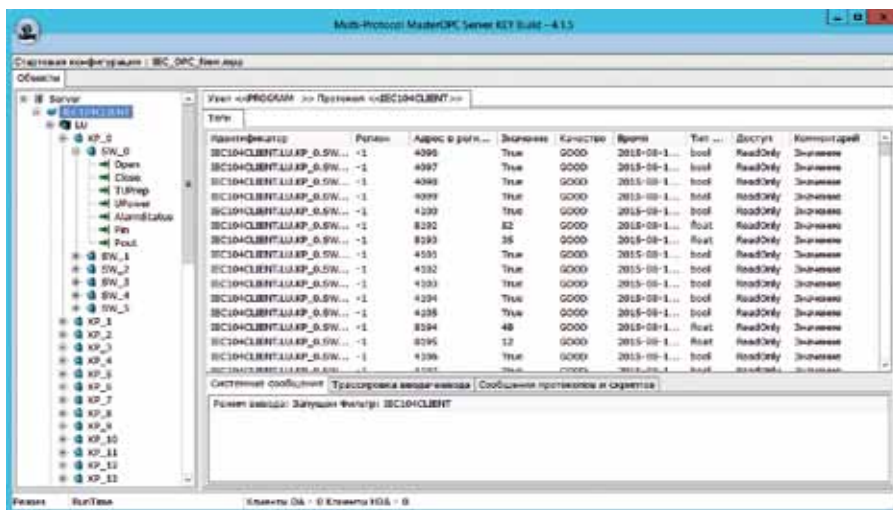 Multi-Protocol MasterOPC Server KEY Build - 4.1.5
Стартовая конфигурация : IEC_OPC_New.mpp
Объекты
Server
IEC104CLIENT
LU
KP_0
SW_0
Open
Close
TUPrep
UPower
AlarmStatus
Pin
Pout
SW_1
SW_2
SW_3
SW_4
SW_5
KP_1
KP_2
KP_3
KP_4
KP_5
KP_6
KP_7
KP_8
KP_9
KP_10
KP_11
KP_12
KP_13
Узел <<PROGRAM >> Протокол <<IEC104CLIENT>>
Теги
Идентификатор Регион Адрес в реги... Значение Качество Время Тип ... Доступ Комментарий
IEC104CLIENT.LU.KP_0.SW... -1 4096 True GOOD 2015-08-1... bool ReadOnly Значение
IEC104CLIENT.LU.KP_0.SW... -1 4097 True GOOD 2015-08-1... bool ReadOnly Значение
IEC104CLIENT.LU.KP_0.SW... -1 4098 True GOOD 2015-08-1... bool ReadOnly Значение
IEC104CLIENT.LU.KP_0.SW... -1 4099 True GOOD 2015-08-1... bool ReadOnly Значение
IEC104CLIENT.LU.KP_0.SW... -1 4100 True GOOD 2015-08-1... bool ReadOnly Значение
IEC104CLIENT.LU.KP_0.SW... -1 8192 82 GOOD 2015-08-1... float ReadOnly Значение
IEC104CLIENT.LU.KP_0.SW... -1 8193 35 GOOD 2015-08-1... float ReadOnly Значение
IEC104CLIENT.LU.KP_0.SW... -1 4101 True GOOD 2015-08-1... bool ReadOnly Значение
IEC104CLIENT.LU.KP_0.SW... -1 4102 True GOOD 2015-08-1... bool ReadOnly Значение
IEC104CLIENT.LU.KP_0.SW... -1 4103 True GOOD 2015-08-1... bool ReadOnly Значение
IEC104CLIENT.LU.KP_0.SW... -1 4104 True GOOD 2015-08-1... bool ReadOnly Значение
IEC104CLIENT.LU.KP_0.SW... -1 4105 True GOOD 2015-08-1... bool ReadOnly Значение
IEC104CLIENT.LU.KP_0.SW... -1 8194 48 GOOD 2015-08-1... float ReadOnly Значение
IEC104CLIENT.LU.KP_0.SW... -1 8195 12 GOOD 2015-08-1... float ReadOnly Значение
IEC104CLIENT.LU.KP_0.SW... -1 4106 True GOOD 2015-08-1... bool ReadOnly Значение
Системные сообщения Трассировка ввода-вывода Сообщения протоколов и скриптов
Режим вывода: Запущен Фильтр: IEC104CLIENT
Режим RunTime Клиенты DA - 0 Клиенты HDA - 0